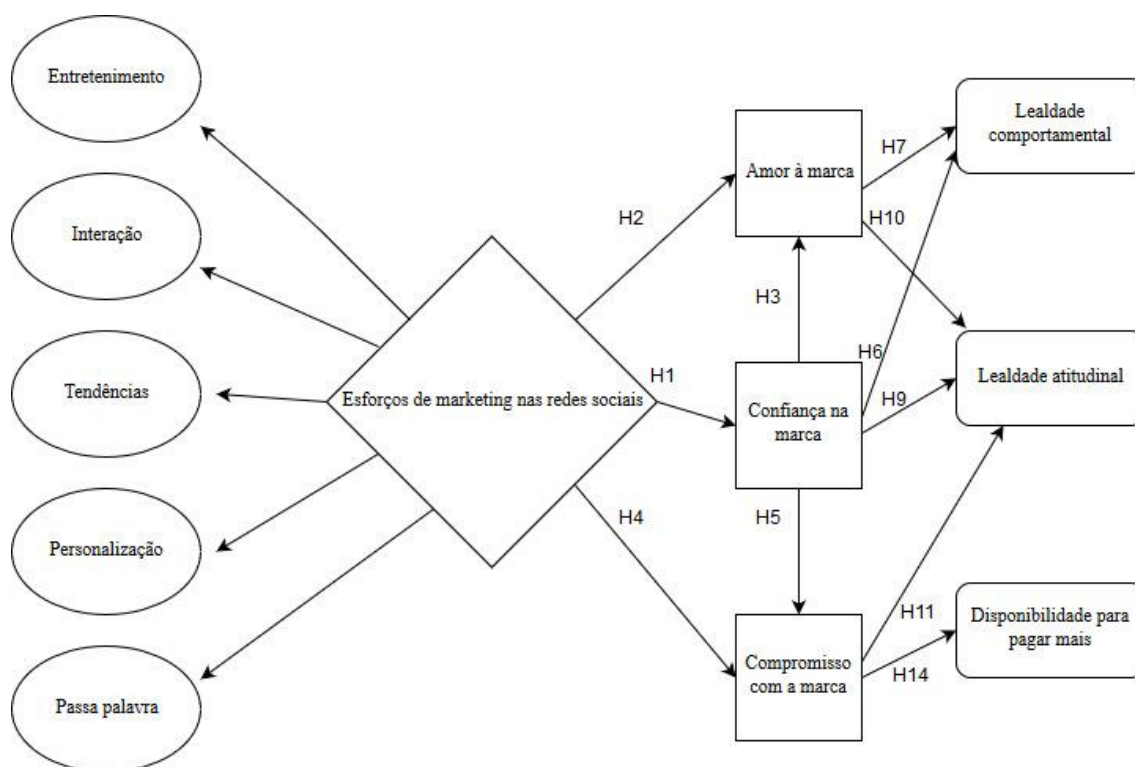 Entretenimento
Interação
Tendências
Personalização
Passa palavra
Esforços de marketing nas redes sociais
H2
H1
H4
Amor à marca
H3
Confiança na
marca
H5
Compromisso
com a marca
H7
H10
H6
H9
H11
H14
Lealdade
comportamental
Lealdade atitudinal
Disponibilidade para
pagar mais